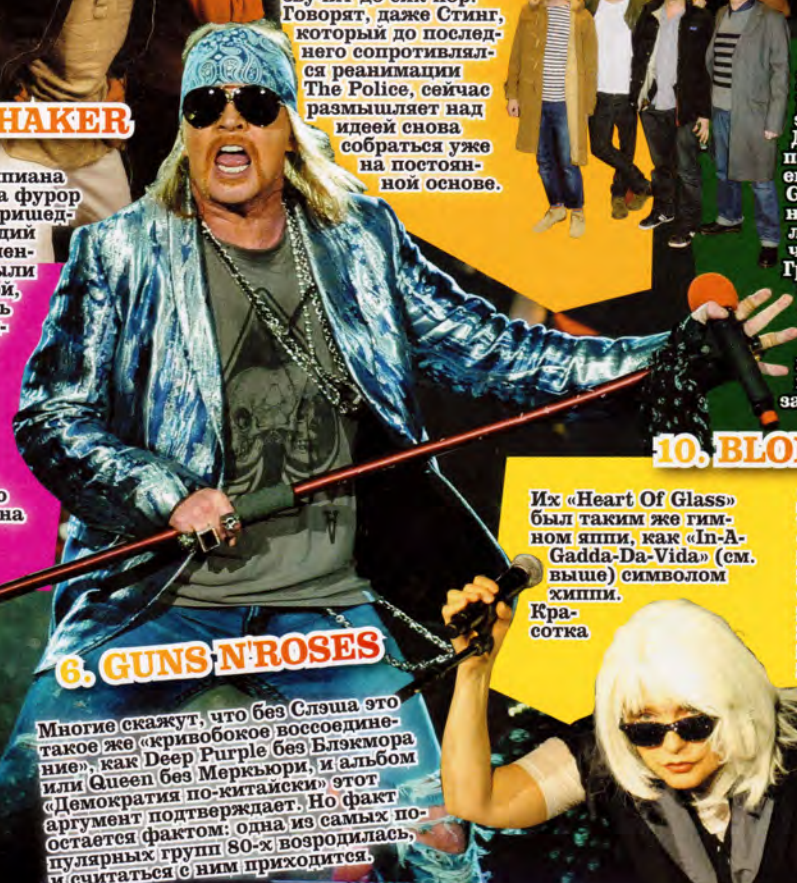 Говорят, даже Стинг,
который до послед-
него сопротивлял-
ся реанимации
The Police, сейчас
размышляет над
идеей снова
собраться уже
на постоян-
ной основе.
HAKER
10. BLO
Их «Heart Of Glass»
был таким же гим-
ном яппи, как «In-A-
Gadda-Da-Vida» (см.
выше) символом
хиппи.
Кра-
сотка
6. GUNS N'ROSES
Многие скажут, что без Слэша это
такое же «кривобокое воссоедине-
ние», как Deep Purple без Блэкмора
или Queen без Меркьюри, и альбом
«Демократия по-китайски» этот
аргумент подтверждает. Но факт
остается фактом: одна из самых по-
пулярных групп 80-х возродилась,
и считаться с ним приходится.